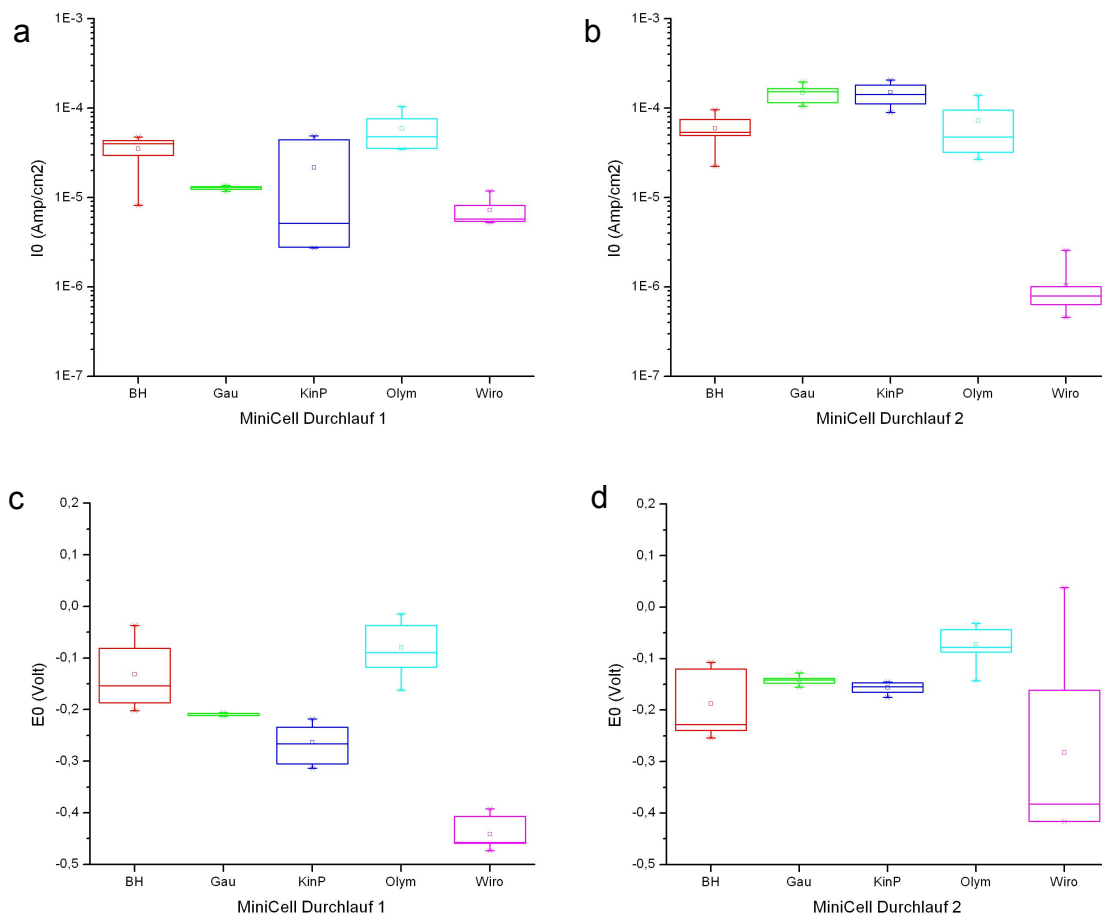 a
1E-3
1E-4
1E-5
1E-6
1E-7
I0 (Amp/cm2)
BH Gau KinP Olym Wiro
MiniCell Durchlauf 1
b
1E-3
1E-4
1E-5
1E-6
1E-7
I0 (Amp/cm2)
BH Gau KinP Olym Wiro
MiniCell Durchlauf 2
c
0,2
0,1
0,0
-0,1
-0,2
-0,3
-0,4
-0,5
E0 (Volt)
BH Gau KinP Olym Wiro
MiniCell Durchlauf 1
d
0,2
0,1
0,0
-0,1
-0,2
-0,3
-0,4
-0,5
E0 (Volt)
BH Gau KinP Olym Wiro
MiniCell Durchlauf 2